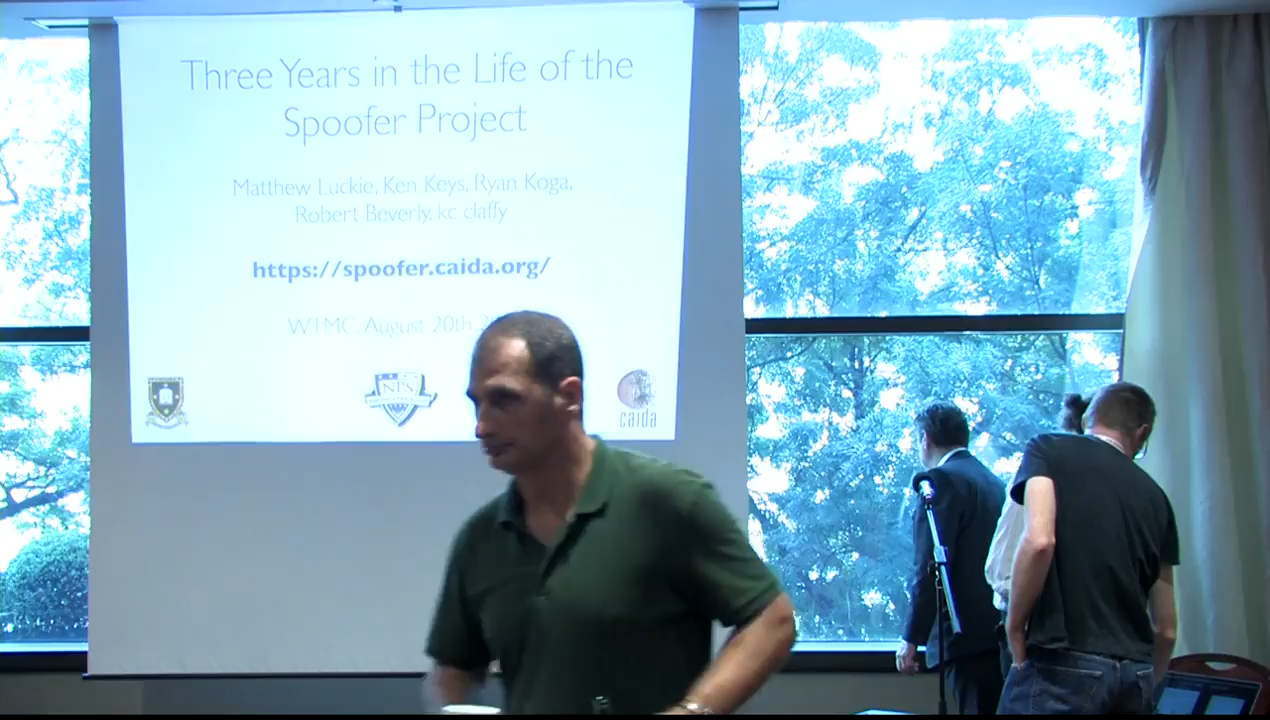 Three Years in the Life of the
Spoofer Project
Matthew Luckie, Ken Keys, Ryan Koga,
Robert Beverly, kc claffy
https://spoofer.caida.org/
WTMC, August 20th
NPS
caida